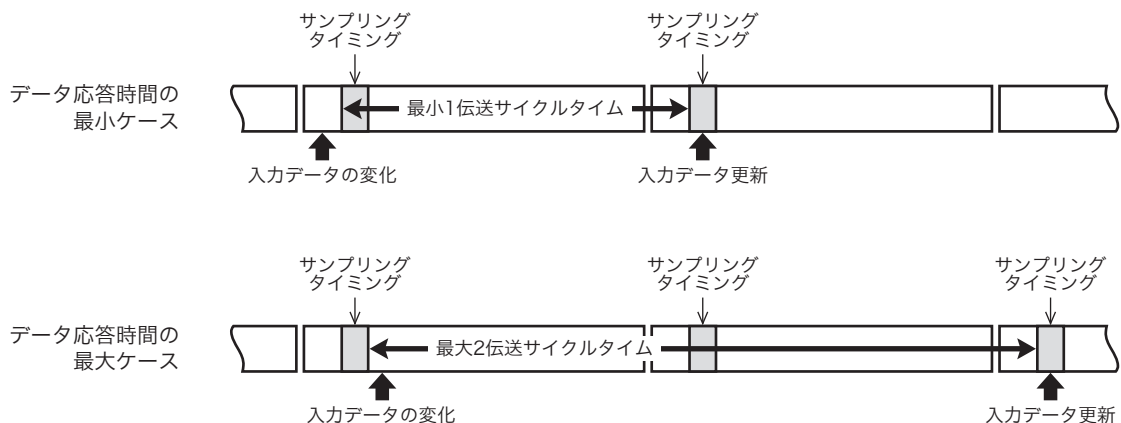 サンプリング
タイミング
サンプリング
タイミング
データ応答時間の
最小ケース
最小1伝送サイクルタイム
入力データの変化
入力データ更新
サンプリング
タイミング
サンプリング
タイミング
サンプリング
タイミング
データ応答時間の
最大ケース
最大2伝送サイクルタイム
入力データの変化
入力データ更新